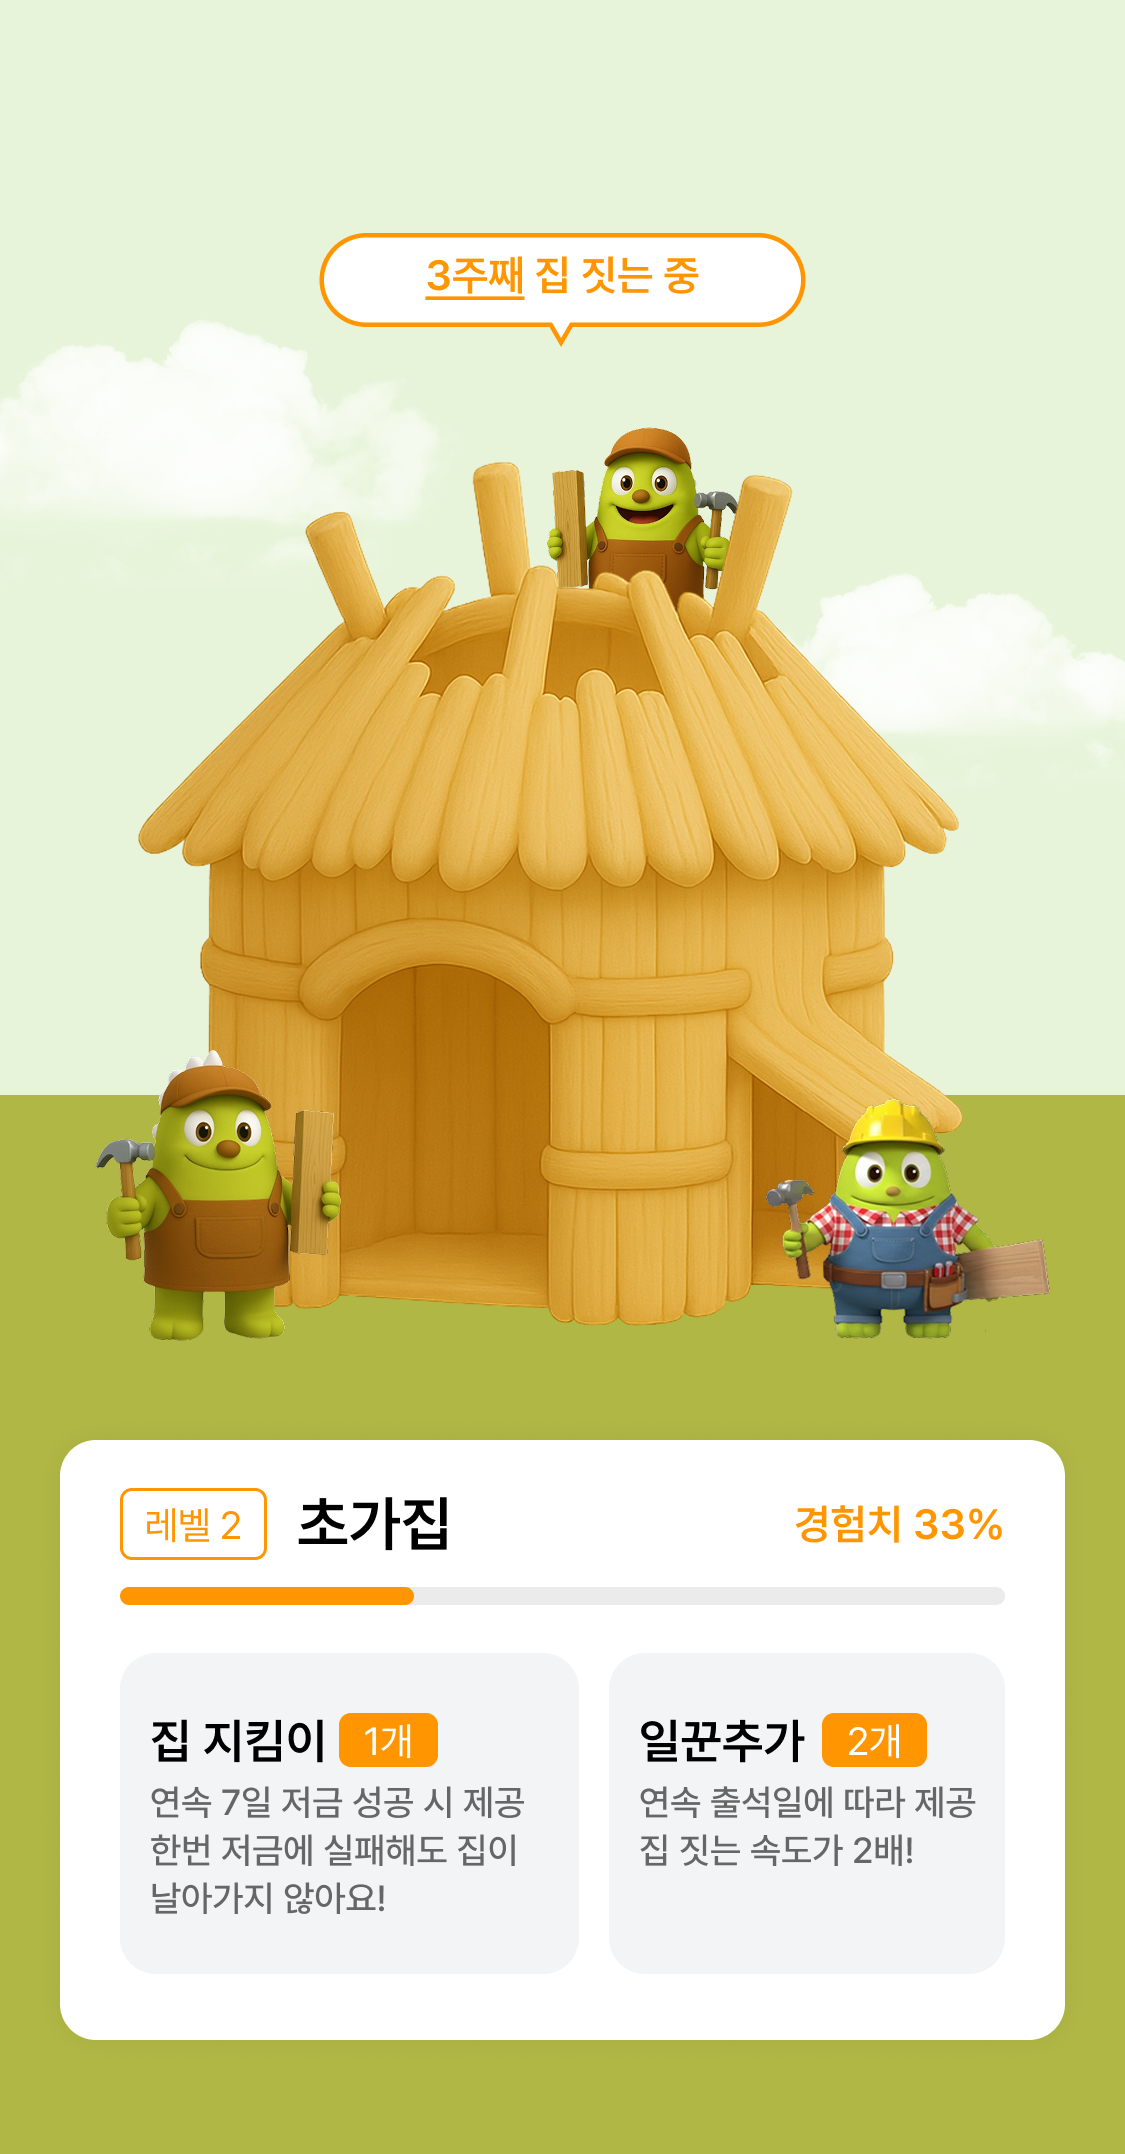 3주째 집 짓는 중
레벨 2 초가집 경험치 33%
집 지킴이 1개
연속 7일 저금 성공 시 제공
한번 저금에 실패해도 집이
날아가지 않아요!
일꾼추가 2개
연속 출석일에 따라 제공
집 짓는 속도가 2배!